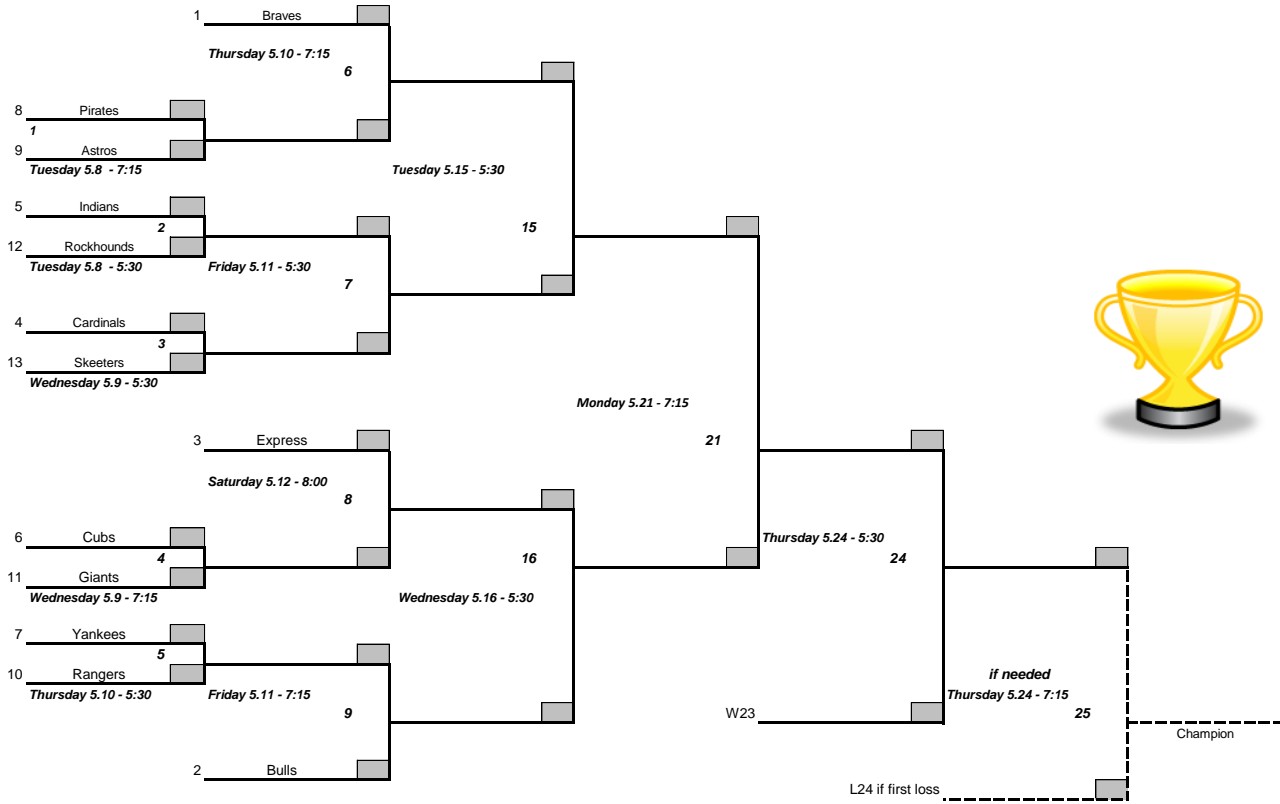 1 Braves
Thursday 5.10 - 7:15
6
8 Pirates
1
9 Astros
Tuesday 5.8 - 7:15
Tuesday 5.15 - 5:30
5 Indians
2
15
12 Rockhounds
Tuesday 5.8 - 5:30
Friday 5.11 - 5:30
7
4 Cardinals
3
13 Skeeters
Wednesday 5.9 - 5:30
Monday 5.21 - 7:15
21
3 Express
Saturday 5.12 - 8:00
8
6 Cubs
4
11 Giants
Wednesday 5.9 - 7:15
16
Wednesday 5.16 - 5:30
Thursday 5.24 - 5:30
24
7 Yankees
5
10 Rangers
Thursday 5.10 - 5:30
Friday 5.11 - 7:15
9
if needed
Thursday 5.24 - 7:15
25
W23
Champion
2 Bulls
L24 if first loss